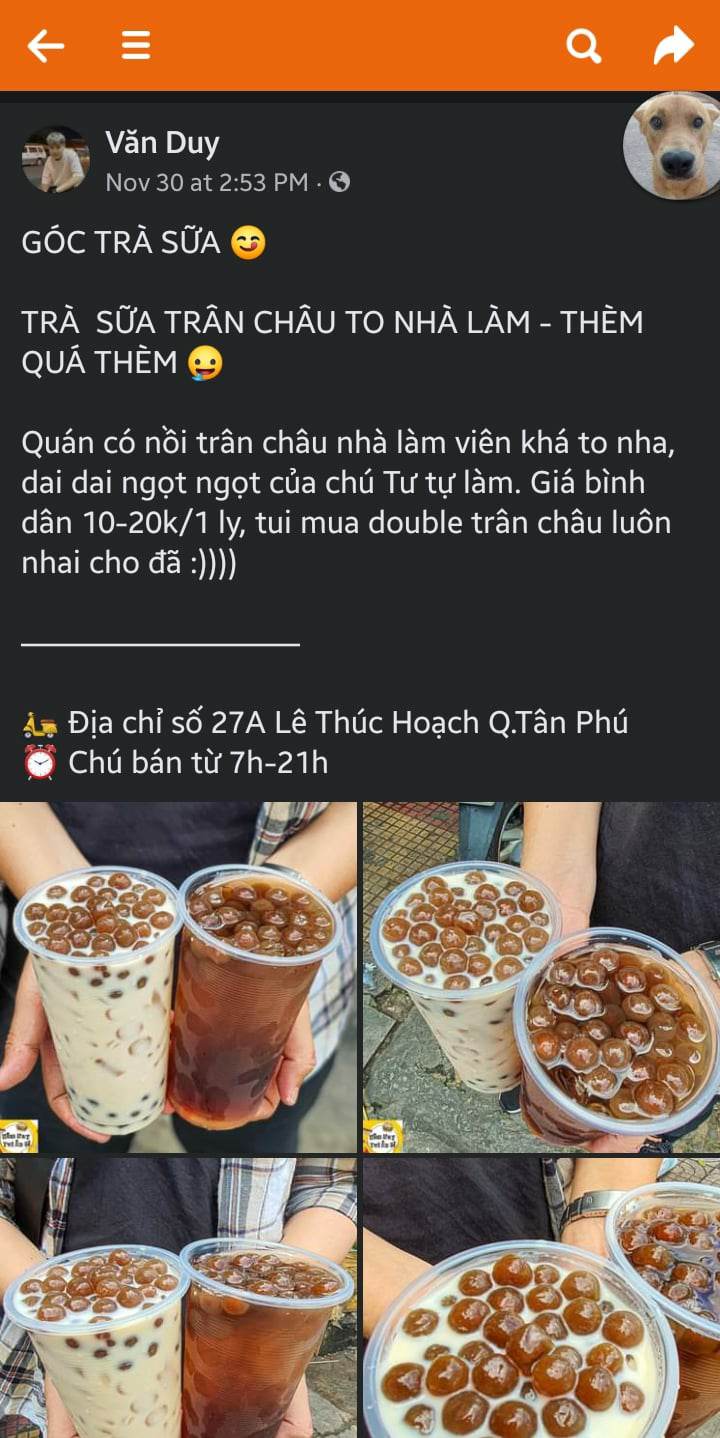 Văn Duy
Nov 30 at 2:53 PM ·
GÓC TRÀ SỮA 😋
TRÀ SỮA TRÂN CHÂU TO NHÀ LÀM - THÈM
QUÁ THÈM 🤤
Quán có nồi trân châu nhà làm viên khá to nha,
dai dai ngọt ngọt của chú Tư tự làm. Giá bình
dân 10-20k/1 ly, tui mua double trân châu luôn
nhai cho đã :))))
🛵 Địa chỉ số 27A Lê Thúc Hoạch Q.Tân Phú
⏰ Chú bán từ 7h-21h